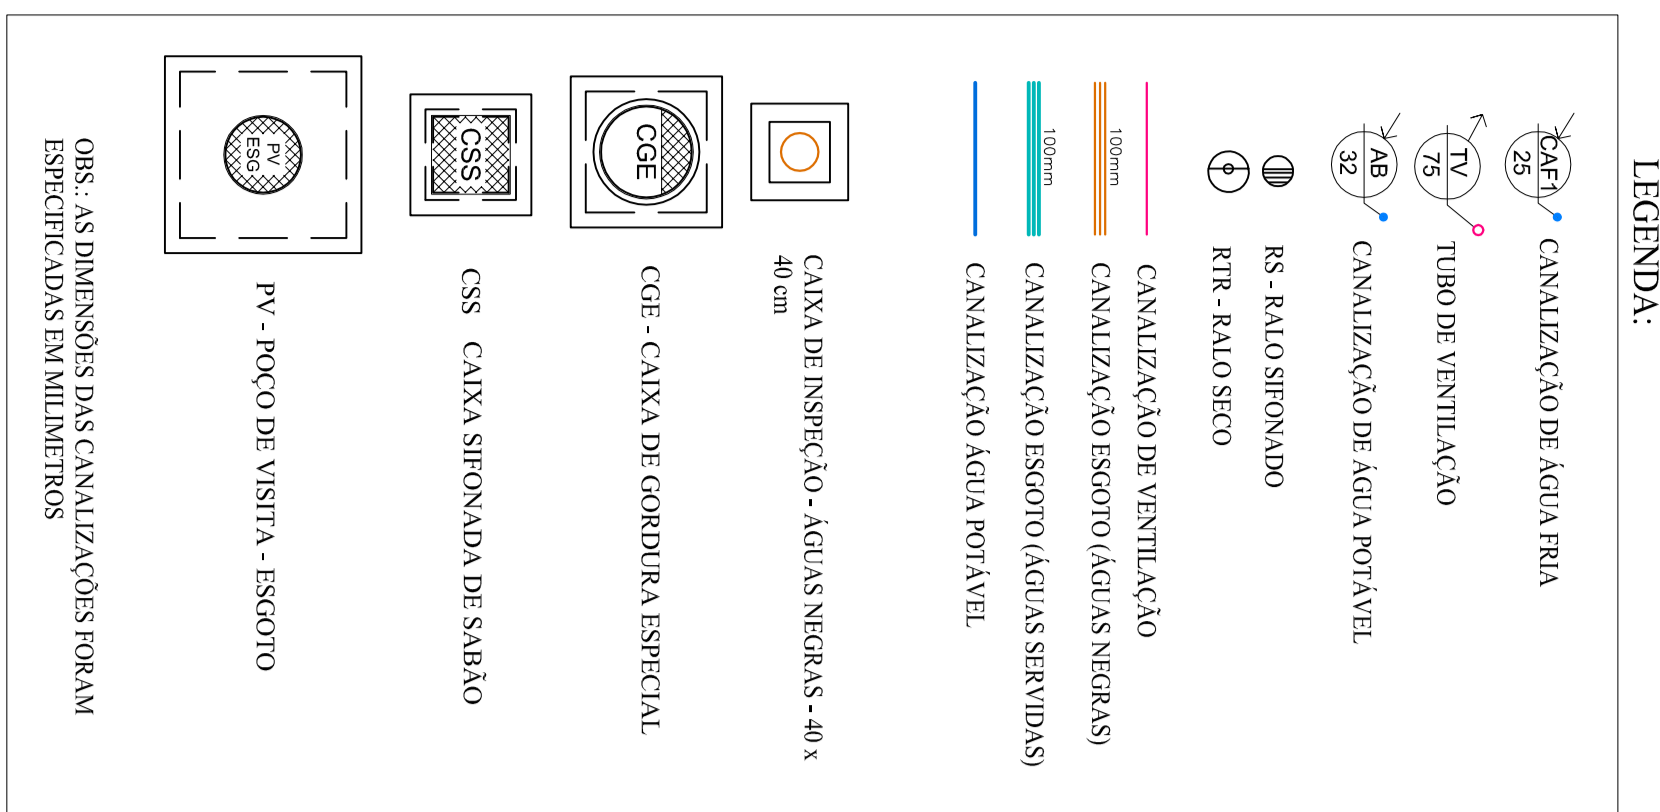 LEGENDA:
CAF1
25
CANALIZAÇÃO DE ÁGUA FRIA
TV
75
TUBO DE VENTILAÇÃO
AB
32
CANALIZAÇÃO DE ÁGUA POTÁVEL
RS - RALO SIFONADO
RTR - RALO SECO
CANALIZAÇÃO DE VENTILAÇÃO
100mm
CANALIZAÇÃO ESGOTO (ÁGUAS NEGRAS)
100mm
CANALIZAÇÃO ESGOTO (ÁGUAS SERVIDAS)
CANALIZAÇÃO ÁGUA POTÁVEL
CAIXA DE INSPEÇÃO - ÁGUAS NEGRAS - 40 x
40 cm
CGE
CGE - CAIXA DE GORDURA ESPECIAL
CSS
CSS CAIXA SIFONADA DE SABÃO
PV
ESG
PV - POÇO DE VISITA - ESGOTO
OBS.: AS DIMENSÕES DAS CANALIZAÇÕES FORAM
ESPECIFICADAS EM MILIMETROS